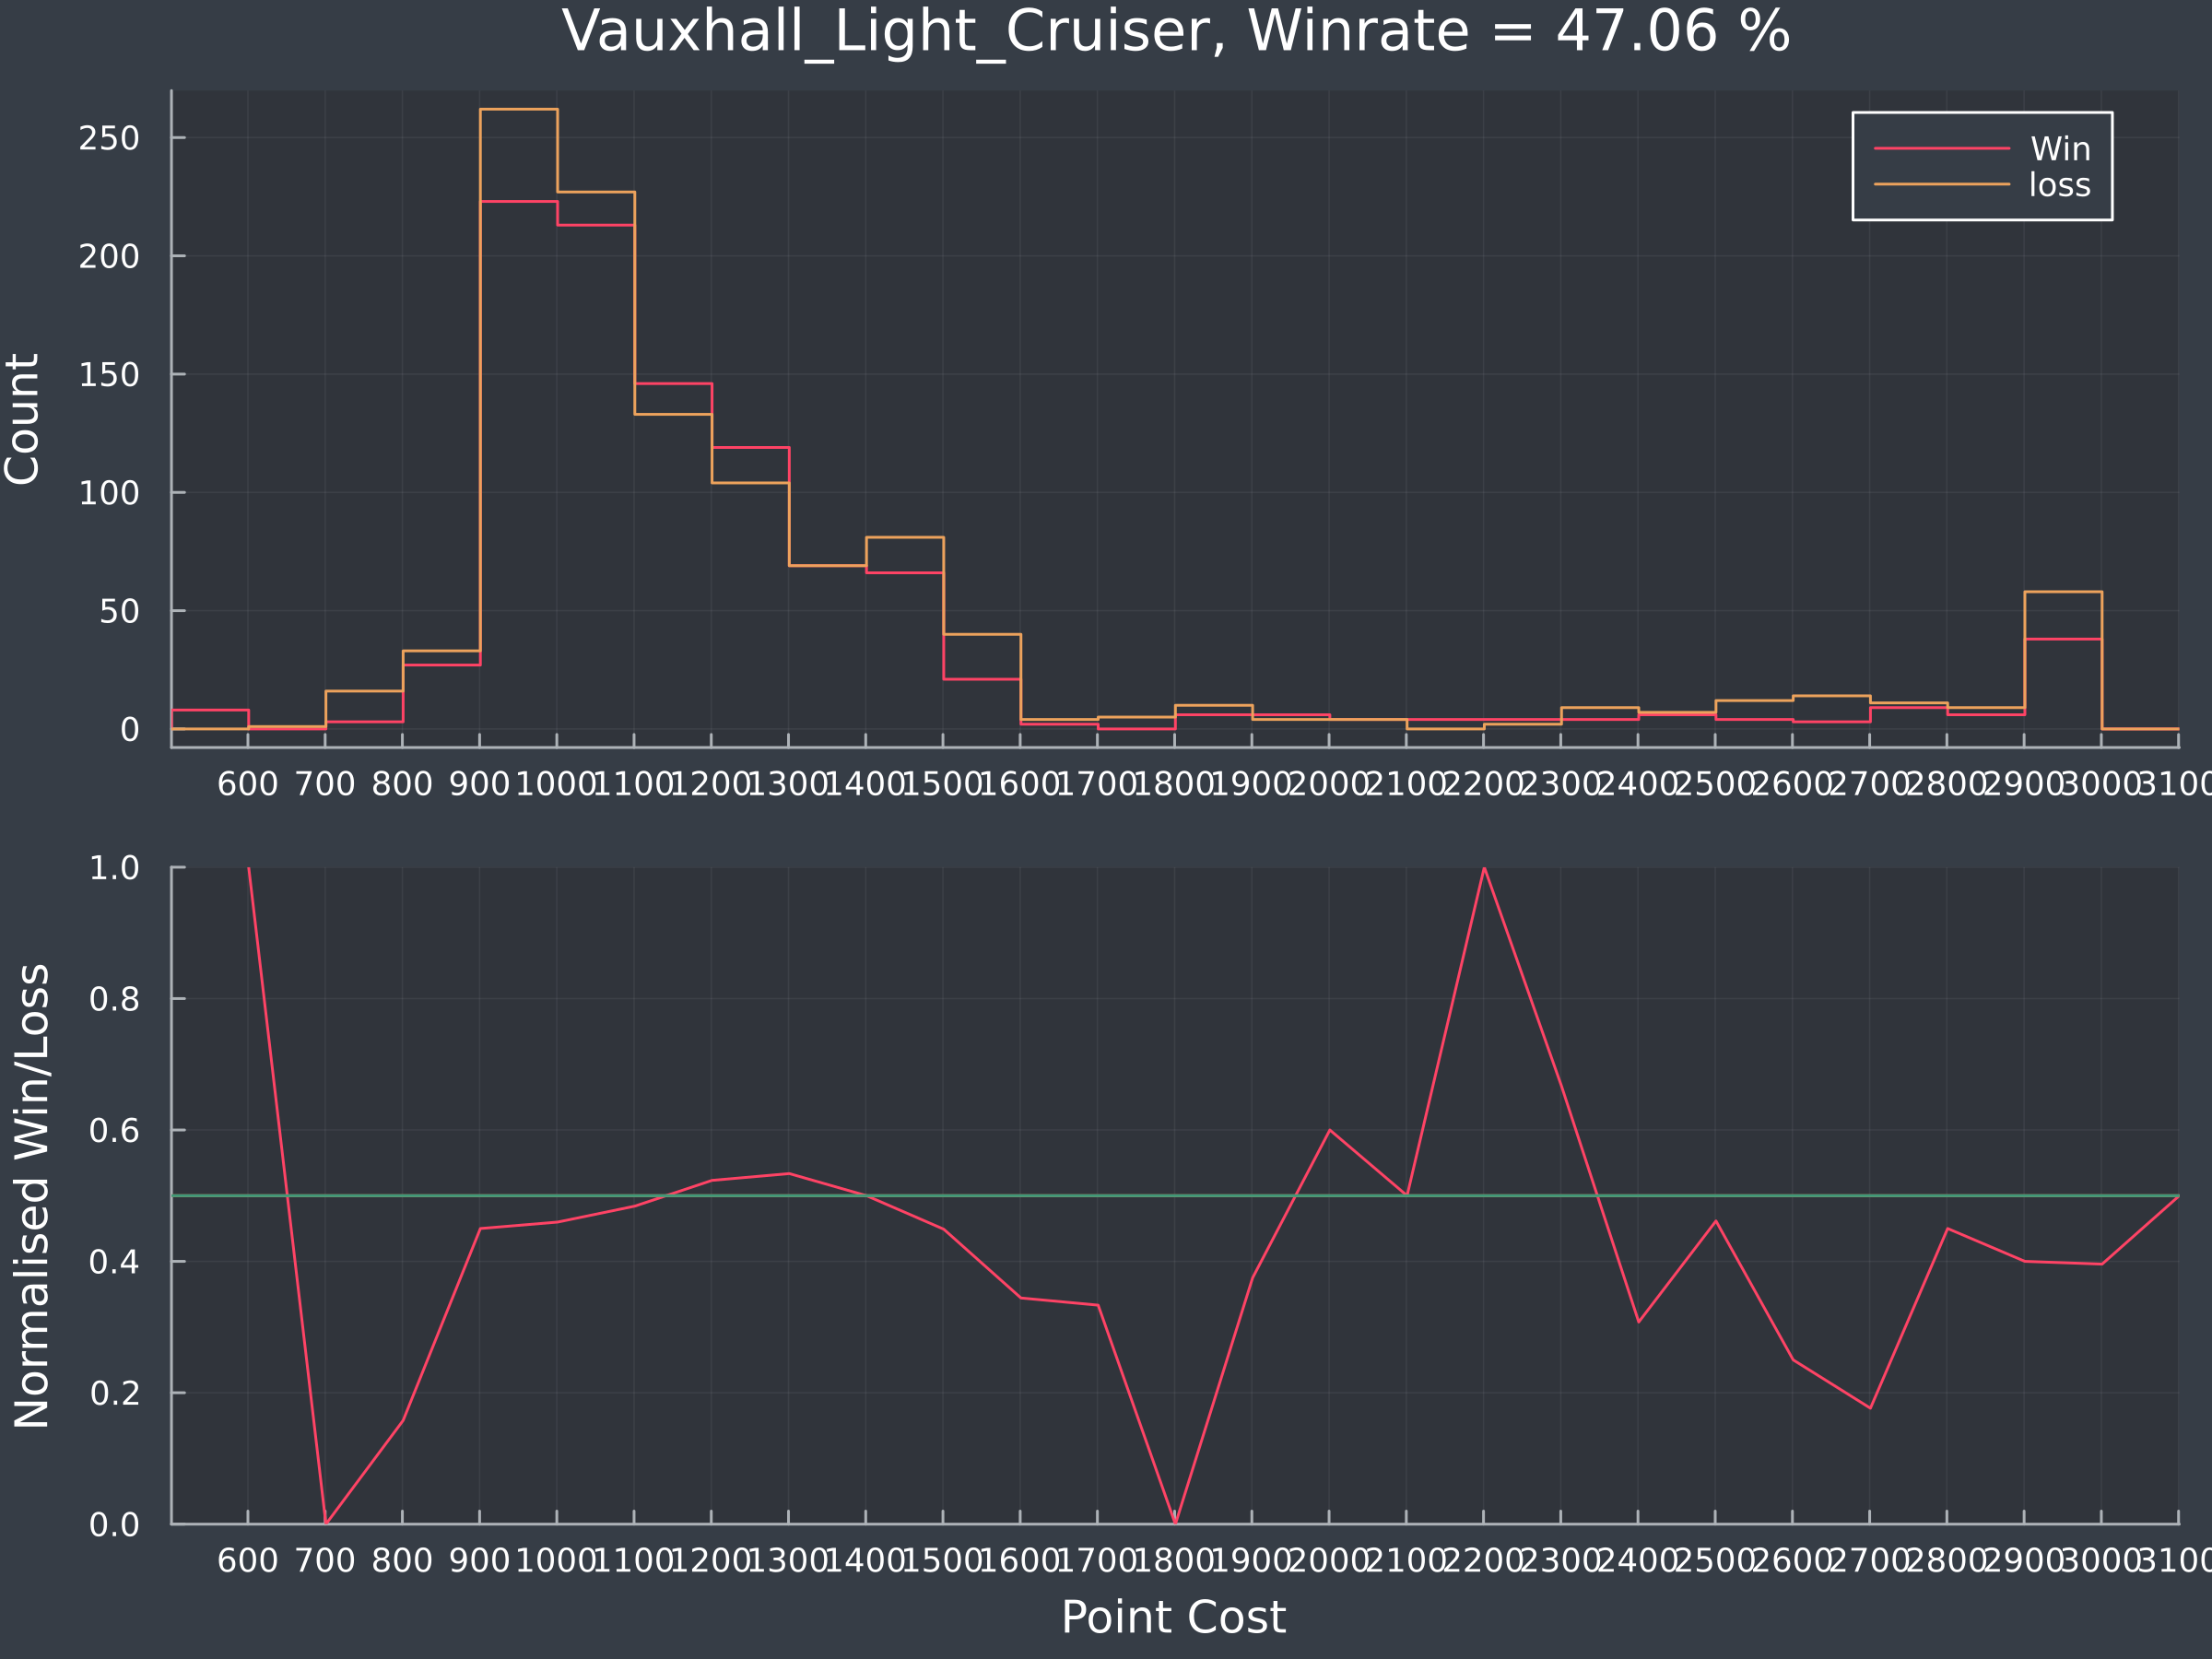 Vauxhall_Light_Cruiser, Winrate = 47.06 %
Win
loss
Count
250
200
150
100
50
0
600 700 800 900 1000 1100 1200 1300 1400 1500 1600 1700 1800 1900 2000 2100 2200 2300 2400 2500 2600 2700 2800 2900 3000 3100
Normalised Win/Loss
1.0
0.8
0.6
0.4
0.2
0.0
600 700 800 900 1000 1100 1200 1300 1400 1500 1600 1700 1800 1900 2000 2100 2200 2300 2400 2500 2600 2700 2800 2900 3000 3100
Point Cost